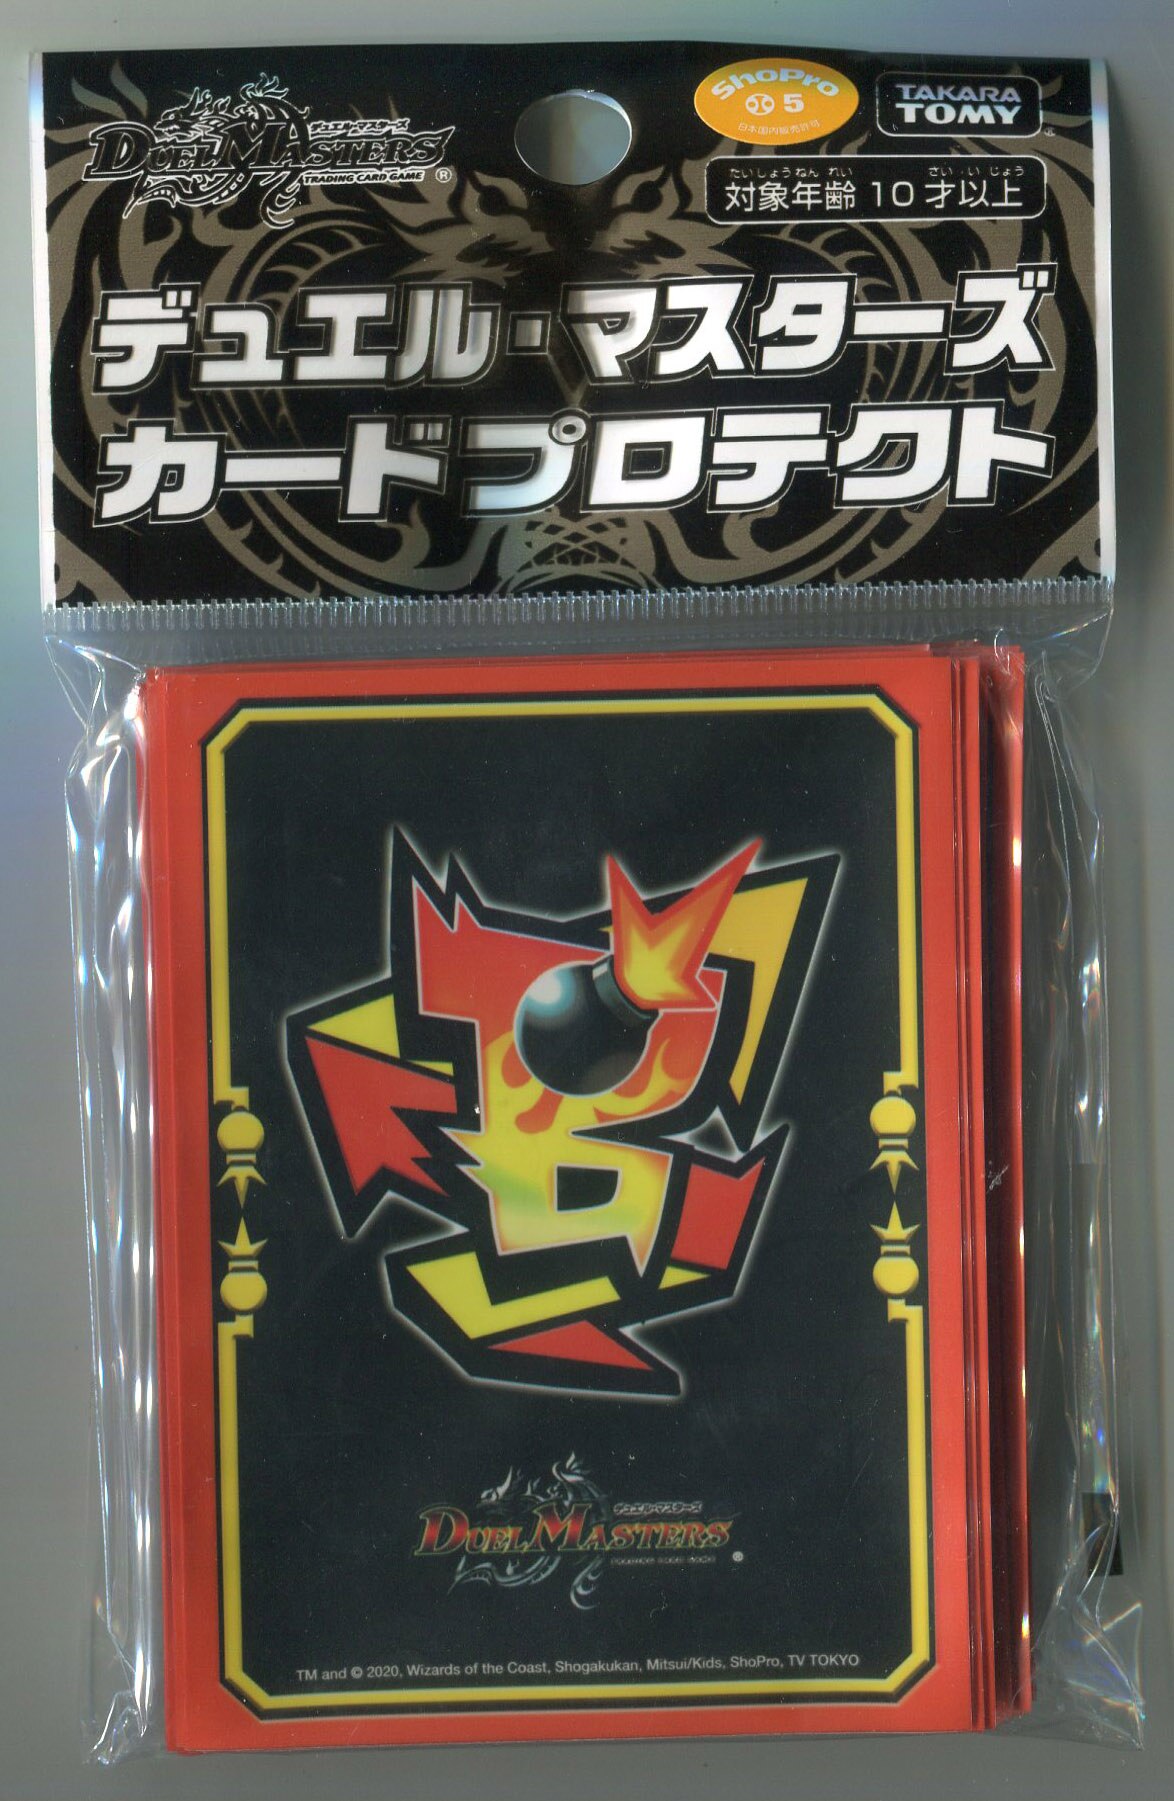 デュエル・マスターズ
DUEL MASTERS
TRADING CARD GAME ®
ShoPro
5
日本国内販売許可
TAKARA
TOMY
たいしょうねんれい さいいじょう
対象年齢 10 才以上
デュエル・マスターズ
カードプロテクト
デュエル・マスターズ
DUEL MASTERS
TRADING CARD GAME ®
TM and © 2020, Wizards of the Coast, Shogakukan, Mitsui/Kids, ShoPro, TV TOKYO